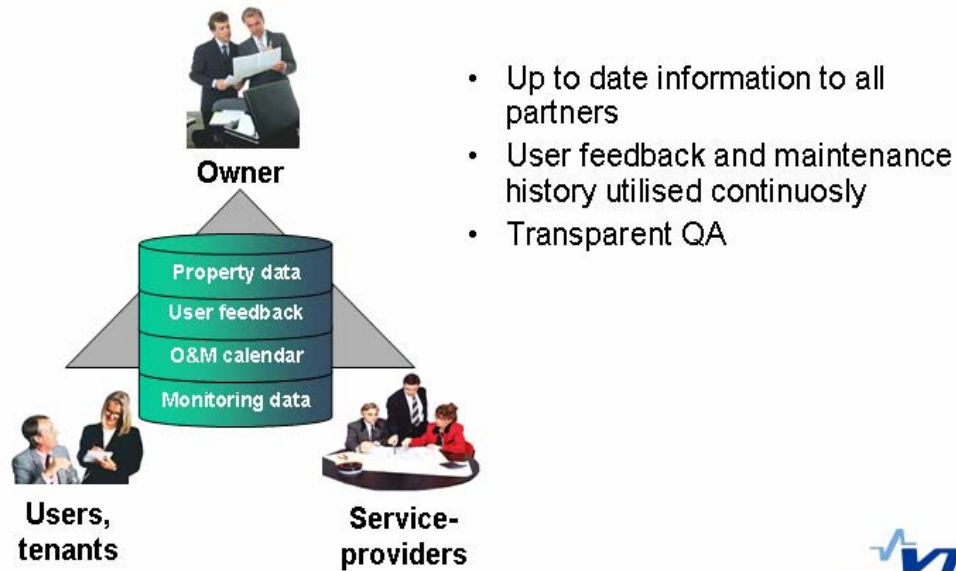 Owner
Property data
User feedback
O&M calendar
Monitoring data
Users,
tenants
Service-
providers
• Up to date information to all
partners
• User feedback and maintenance
history utilised continuosly
• Transparent QA